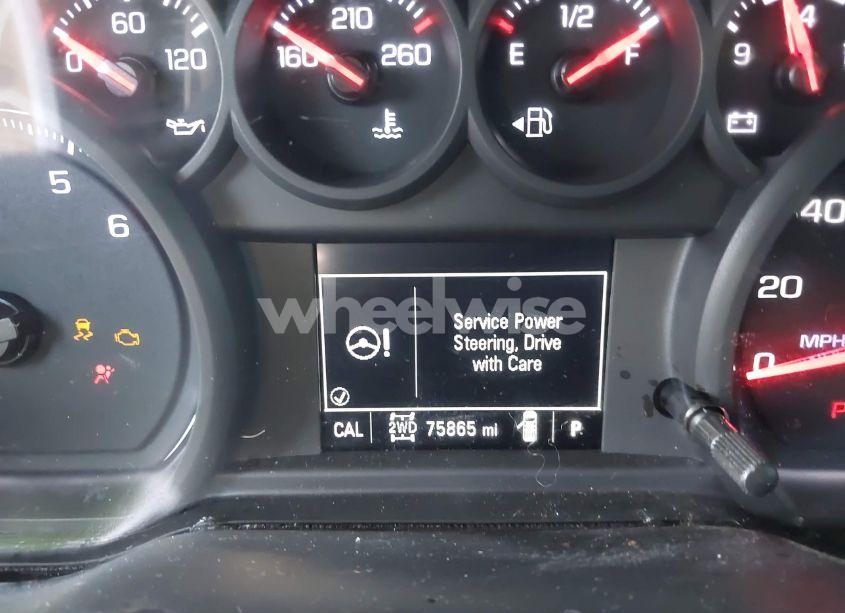 60
0
120
210
160
260
1/2
E
F
9
4
5
6
40
20
0
MPH
wheelwise
Service Power
Steering, Drive
with Care
CAL
2WD
75865 mi
P